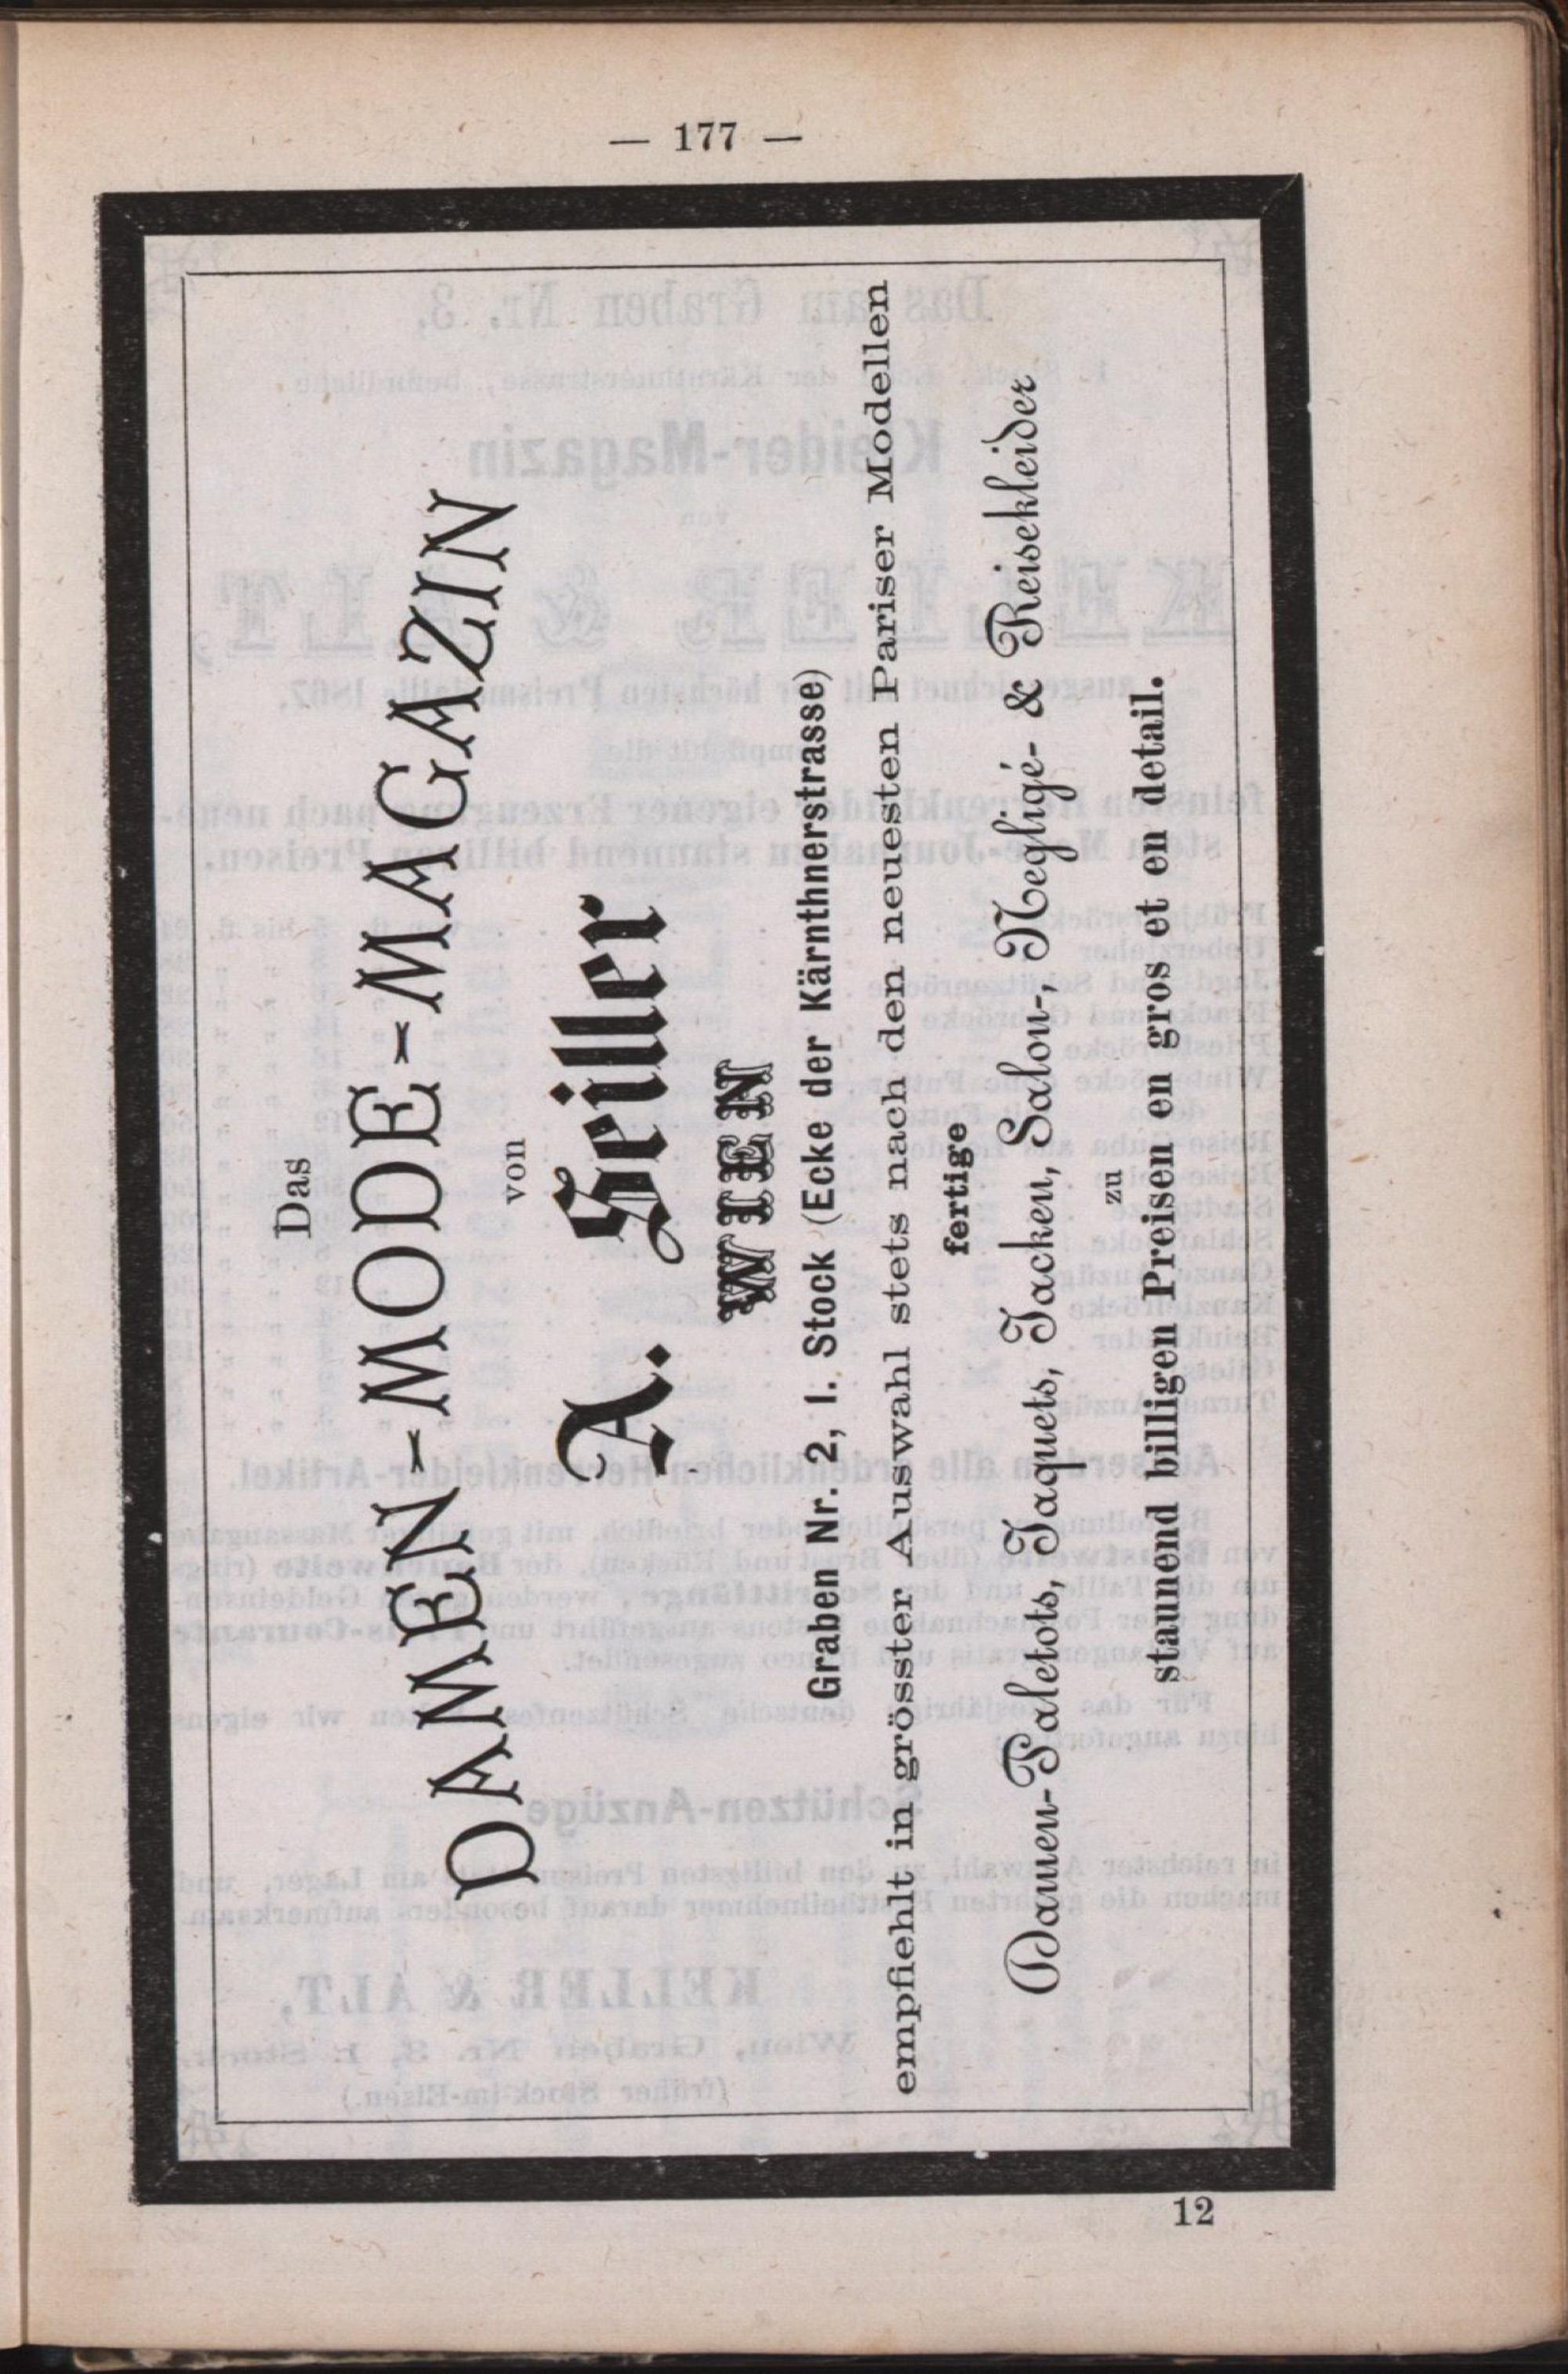 — 177 —
Das
DAMEN-MODE-MAGAZIN
von
A. Seiller
WIEN
Graben Nr. 2, I. Stock (Ecke der Kärnthnerstrasse)
empfiehlt in grösster Auswahl stets nach den neuesten Pariser Modellen
fertige
Damen-Paletots, Jaquets, Jacken, Salon-, Negligé- & Reisekleider
zu
staunend billigen Preisen en gros et en detail.
12